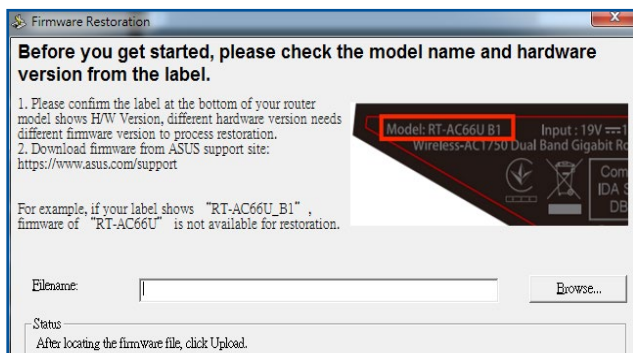 Firmware Restoration
Before you get started, please check the model name and hardware
version from the label.
1. Please confirm the label at the bottom of your router
model shows H/W Version, different hardware version needs
different firmware version to process restoration.
2. Download firmware from ASUS support site:
https://www.asus.com/support
Model: RT-AC66U B1
Input : 19V
Wireless-AC1750 Dual Band Gigabit Ro
Com
IDA S
DB
For example, if your label shows “RT-AC66U_B1”,
firmware of “RT-AC66U” is not available for restoration.
Filename:
Browse...
Status
After locating the firmware file, click Upload.